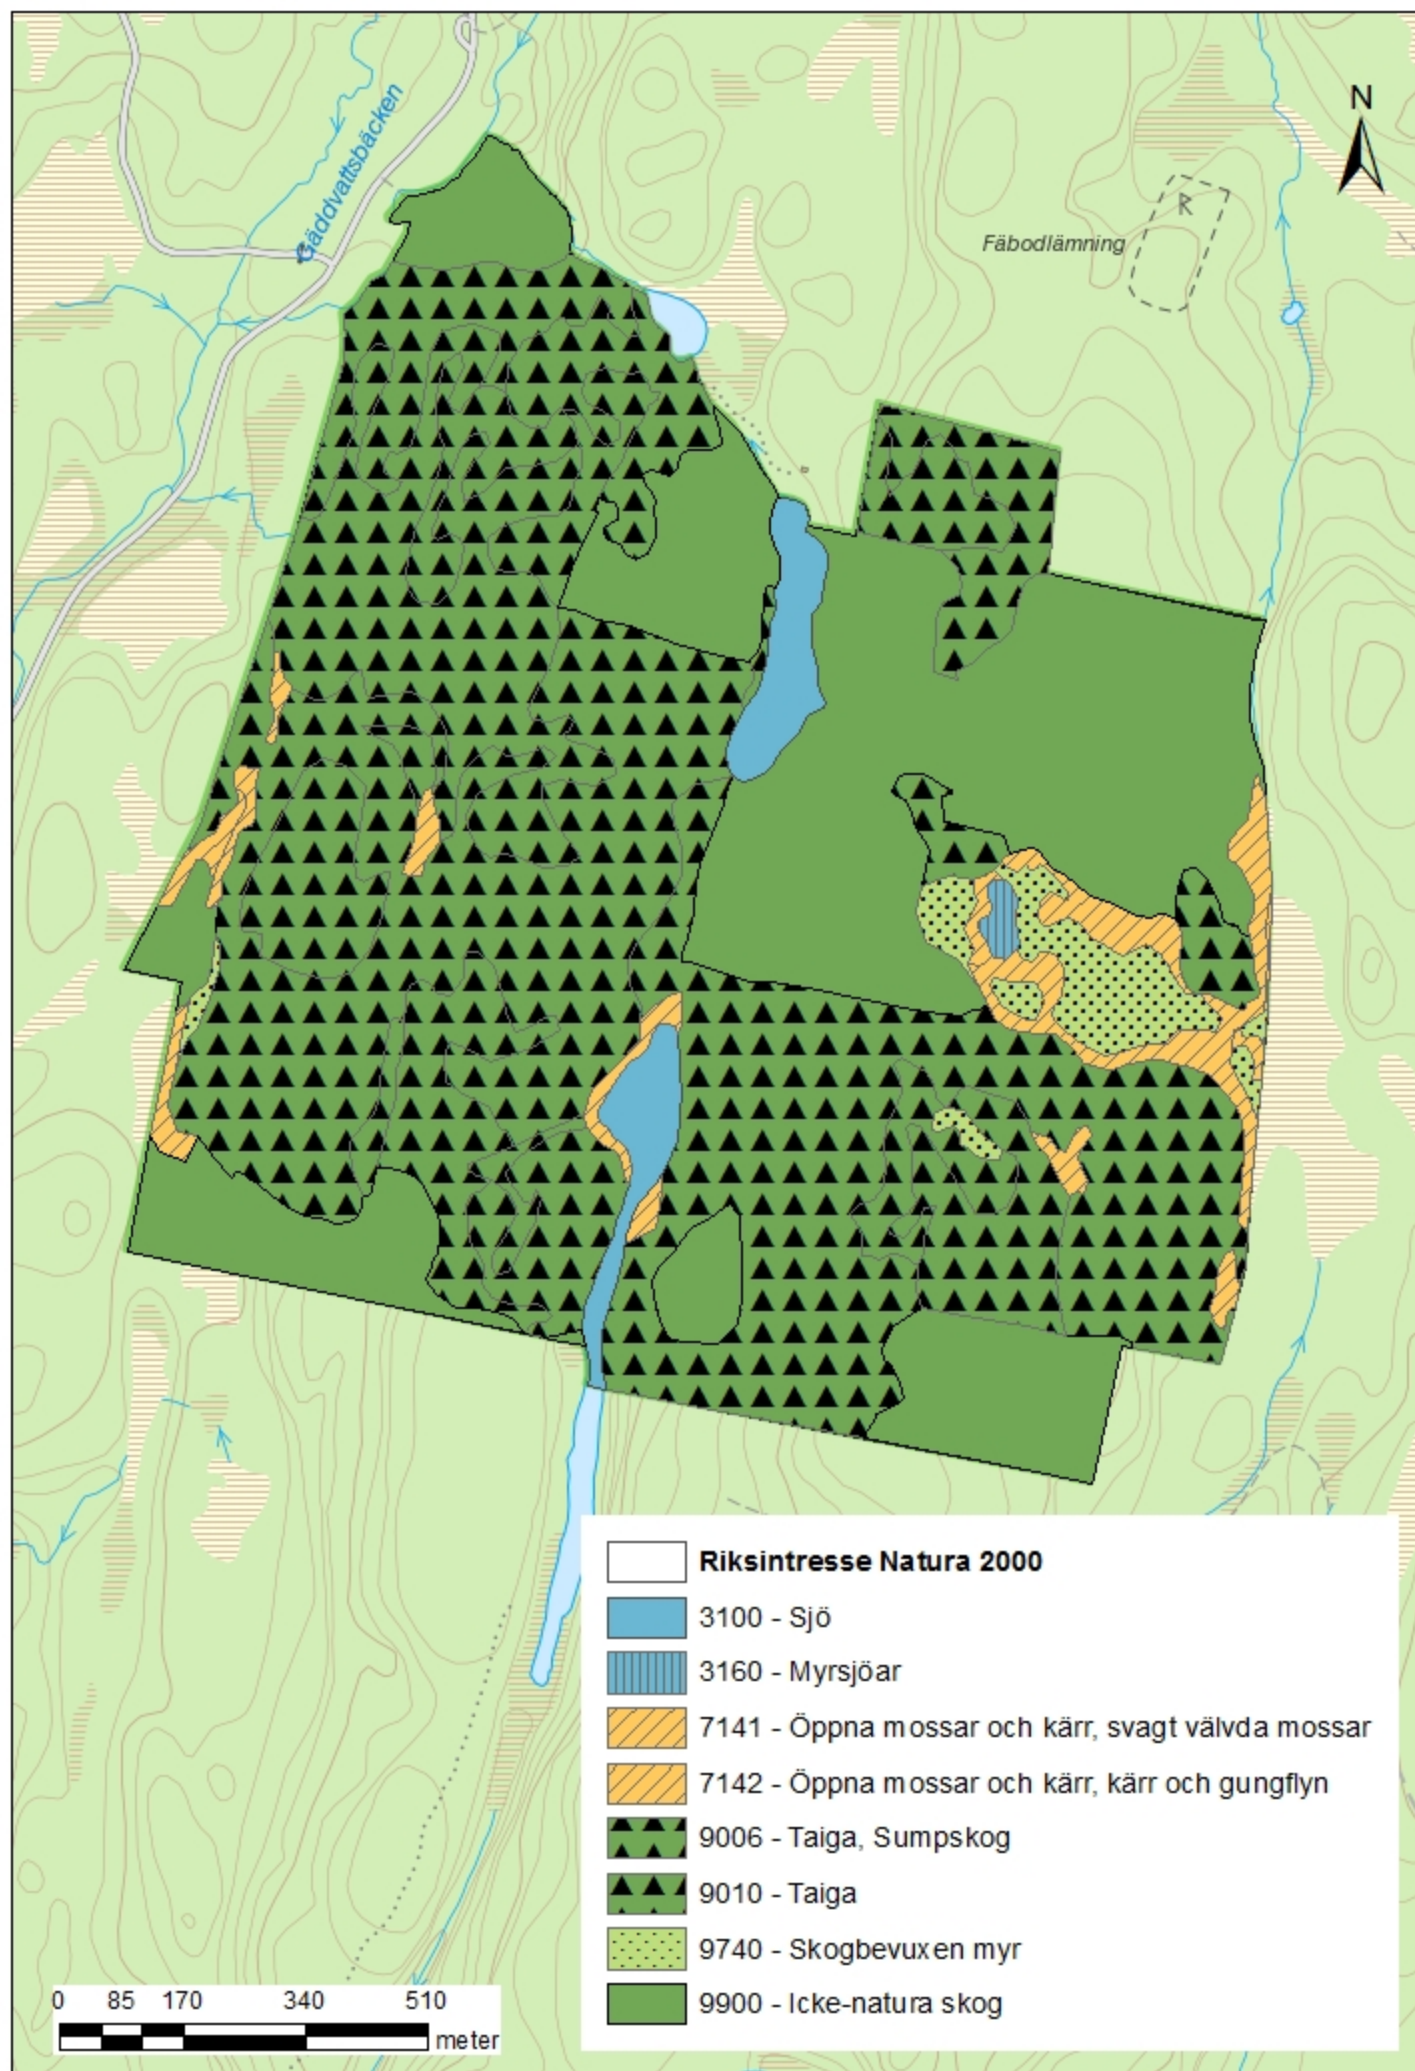 N
Gäddvattsbäcken
R
Fäbodlämning
Riksintresse Natura 2000
3100 - Sjö
3160 - Myrsjöar
7141 - Öppna mossar och kärr, svagt välvda mossar
7142 - Öppna mossar och kärr, kärr och gungflyn
9006 - Taiga, Sumpskog
9010 - Taiga
9740 - Skogbevuxen myr
9900 - Icke-natura skog
0 85 170 340 510
meter